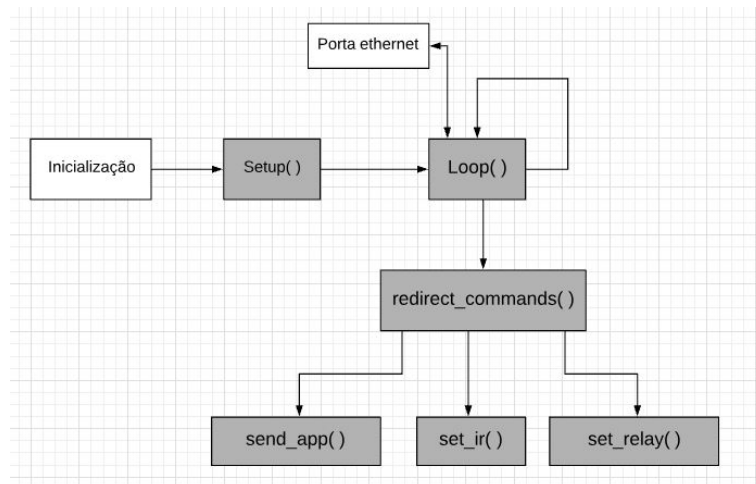 Porta ethernet
Inicialização
Setup( )
Loop( )
redirect_commands( )
send_app( )
set_ir( )
set_relay( )